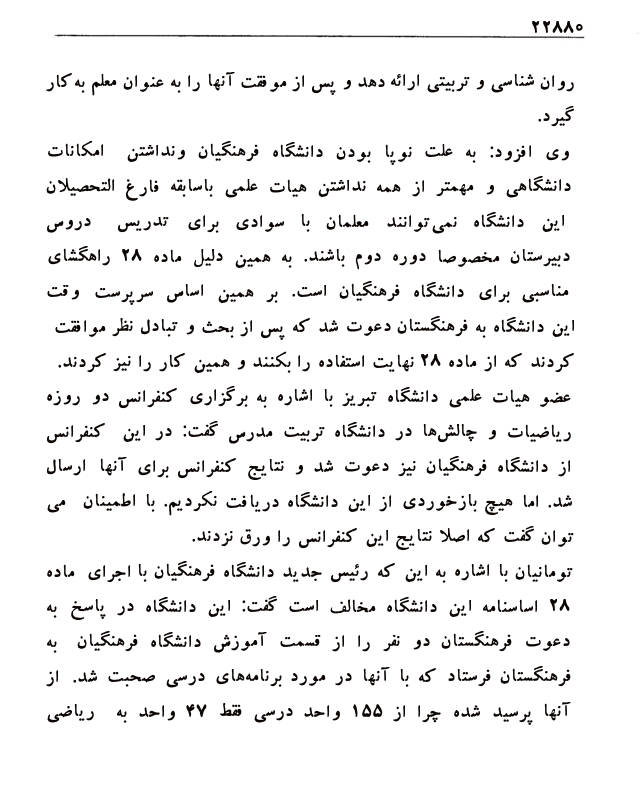 ۲۲۸۸۰
روان شناسی و تربیتی ارائه دهد و پس از موفقت آنها را به عنوان معلم به کار
گیرد.
وی افزود: به علت نوپا بودن دانشگاه فرهنگیان ونداشتن امکانات
دانشگاهی و مهمتر از همه نداشتن هیات علمی باسابقه فارغ التحصیلان
این دانشگاه نمی‌توانند معلمان با سوادی برای تدریس دروس
دبیرستان مخصوصا دوره دوم باشند. به همین دلیل ماده ۲۸ راهگشای
مناسبی برای دانشگاه فرهنگیان است. بر همین اساس سرپرست وقت
این دانشگاه به فرهنگستان دعوت شد که پس از بحث و تبادل نظر موافقت
کردند که از ماده ۲۸ نهایت استفاده را بکنند و همین کار را نیز کردند.
عضو هیات علمی دانشگاه تبریز با اشاره به برگزاری کنفرانس دو روزه
ریاضیات و چالش‌ها در دانشگاه تربیت مدرس گفت: در این کنفرانس
از دانشگاه فرهنگیان نیز دعوت شد و نتایج کنفرانس برای آنها ارسال
شد. اما هیچ بازخوردی از این دانشگاه دریافت نکردیم. با اطمینان می
توان گفت که اصلا نتایج این کنفرانس را ورق نزدند.
تومانیان با اشاره به این که رئیس جدید دانشگاه فرهنگیان با اجرای ماده
۲۸ اساسنامه این دانشگاه مخالف است گفت: این دانشگاه در پاسخ به
دعوت فرهنگستان دو نفر را از قسمت آموزش دانشگاه فرهنگیان به
فرهنگستان فرستاد که با آنها در مورد برنامه‌های درسی صحبت شد. از
آنها پرسید شده چرا از ۱۵۵ واحد درسی فقط ۴۷ واحد به ریاضی